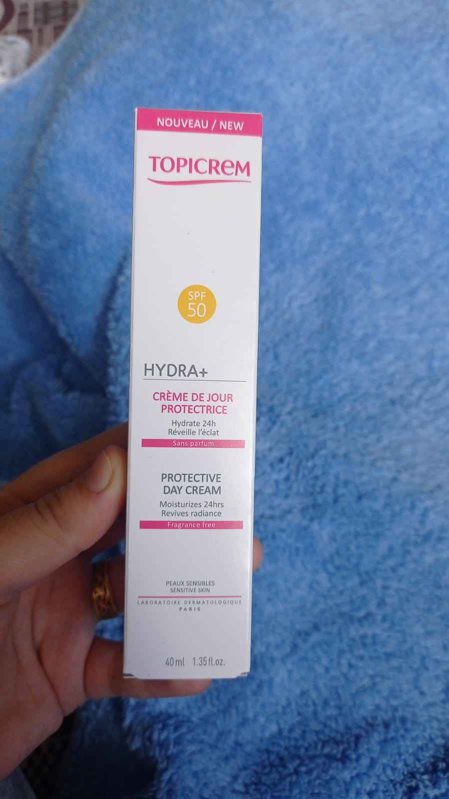 NOUVEAU / NEW
TOPICREM
SPF
50
HYDRA+
CRÈME DE JOUR
PROTECTRICE
Hydrate 24h
Réveille l'éclat
Sans parfum
PROTECTIVE
DAY CREAM
Moisturizes 24hrs
Revives radiance
Fragrance free
PEAUX SENSIBLES
SENSITIVE SKIN
LABORATOIRE DERMATOLOGIQUE
PARIS
40 ml 1.35 fl.oz.